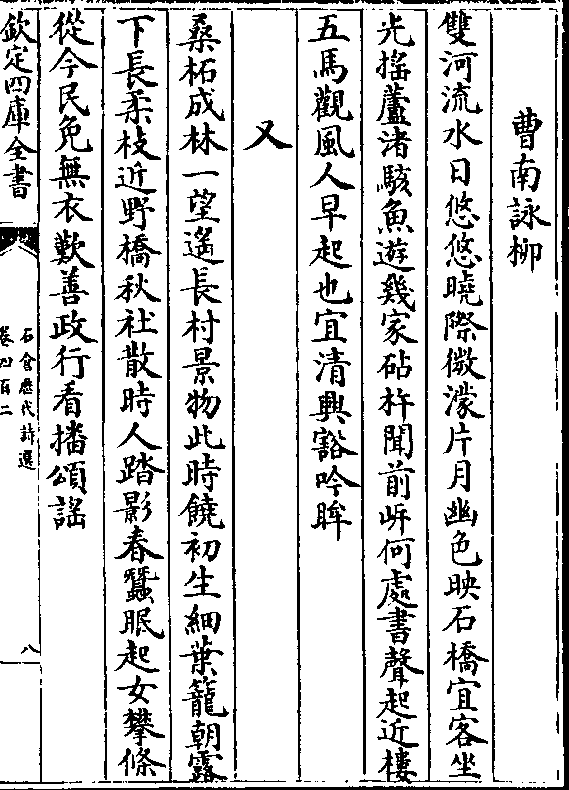 曹南詠柳
雙河流水日悠悠曉際微濛片月幽色映石橋宜客坐
光搖蘆渚駭魚遊幾家砧杵聞前岍何處書聲起近樓
五馬觀風人早起也宜清興豁吟眸
又
桑柘成林一望遙長村景物此時饒初生細葉籠朝露
下長柔枝近野橋秋社散時人踏影春蠶眠起女攀條
從今民免無衣歎善政行看播頌謠
欽定四庫全書
石倉歷代詩選
卷四百二
八